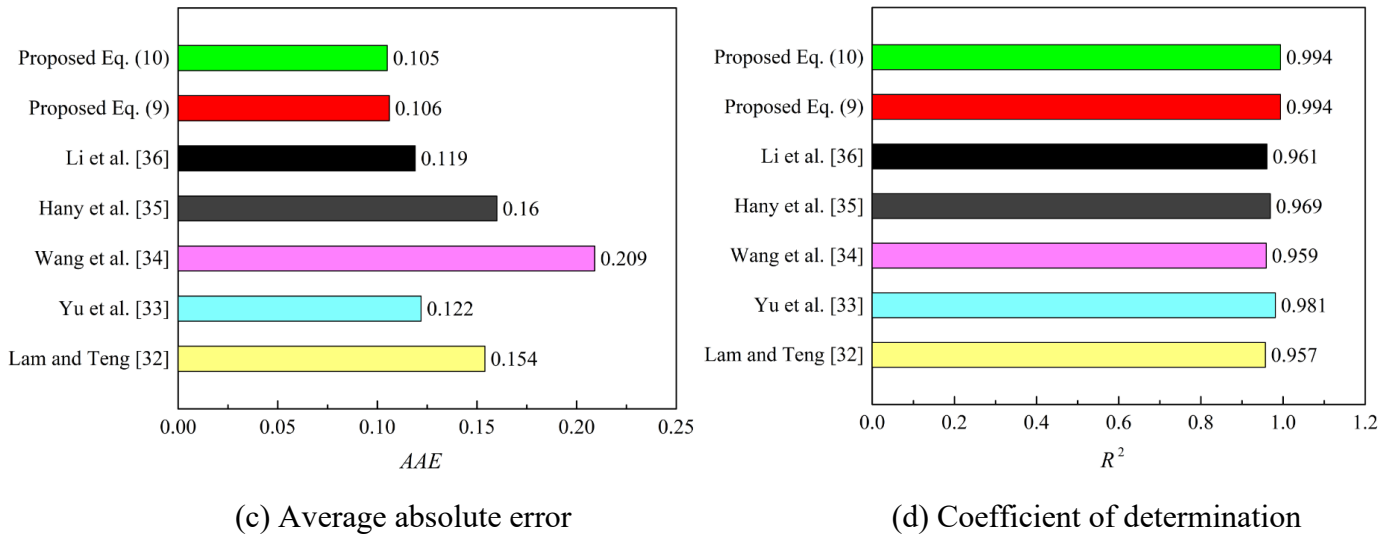 Proposed Eq. (10)
0.105
Proposed Eq. (9)
0.106
Li et al. [36]
0.119
Hany et al. [35]
0.16
Wang et al. [34]
0.209
Yu et al. [33]
0.122
Lam and Teng [32]
0.154
0.00 0.05 0.10 0.15 0.20 0.25
AAE
(c) Average absolute error
Proposed Eq. (10)
0.994
Proposed Eq. (9)
0.994
Li et al. [36]
0.961
Hany et al. [35]
0.969
Wang et al. [34]
0.959
Yu et al. [33]
0.981
Lam and Teng [32]
0.957
0.0 0.2 0.4 0.6 0.8 1.0 1.2
R²
(d) Coefficient of determination